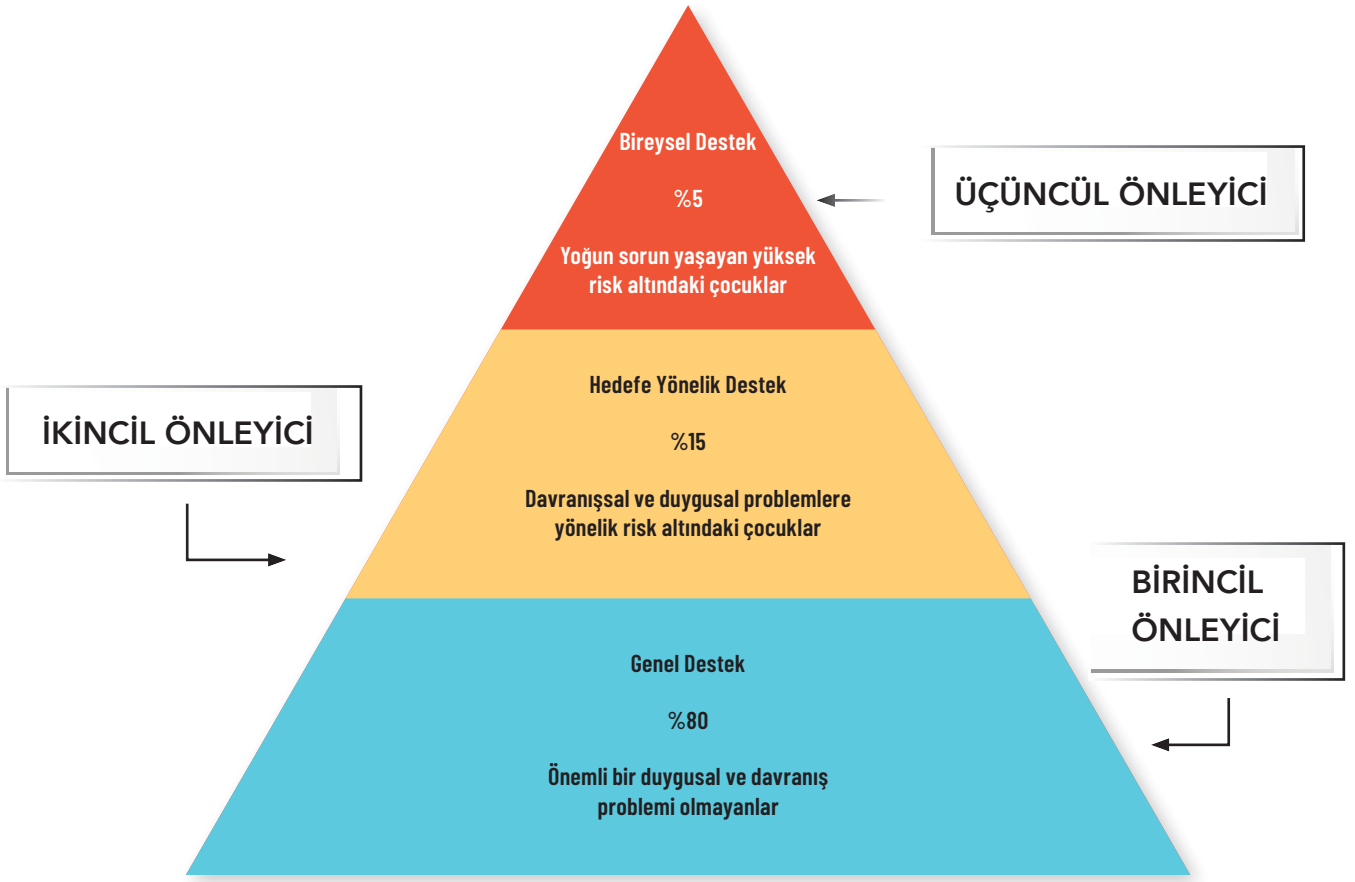 Bireysel Destek
%5
Yoğun sorun yaşayan yüksek
risk altındaki çocuklar
ÜÇÜNCÜL ÖNLEYİCİ
Hedefe Yönelik Destek
%15
Davranışsal ve duygusal problemlere
yönelik risk altındaki çocuklar
İKİNCİL ÖNLEYİCİ
Genel Destek
%80
Önemli bir duygusal ve davranış
problemi olmayanlar
BİRİNCİL
ÖNLEYİCİ